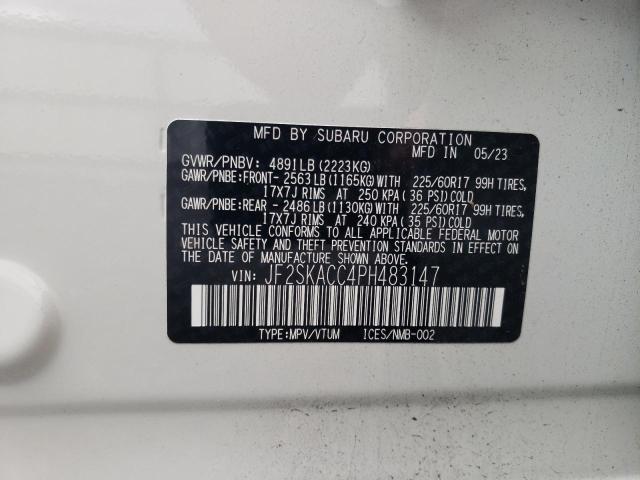 MFD BY SUBARU CORPORATION
MFD IN 05/23
GVWR/PNBV: 4891LB(2223KG)
GAWR/PNBE:FRONT- 2563LB(1165KG)WITH 225/60R17 99H TIRES,
17X7J RIMS AT 250 KPA( 36 PSI)COLD
GAWR/PNBE:REAR - 2486LB(1130KG)WITH 225/60R17 99H TIRES,
17X7J RIMS AT 240 KPA( 35 PSI)COLD
THIS VEHICLE CONFORMS TO ALL APPLICABLE FEDERAL MOTOR
VEHICLE SAFETY AND THEFT PREVENTION STANDARDS IN EFFECT ON
THE DATE OF MANUFACTURE SHOWN ABOVE.
VIN: JF2SKACC4PH483147
TYPE:MPV/VTUM ICES/NMB-002